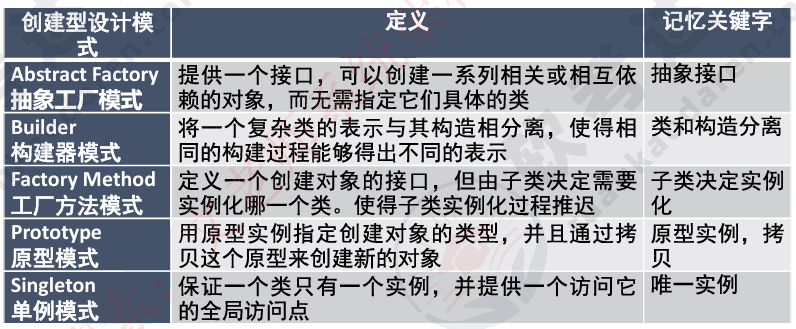 创建型设计模
式
定义
记忆关键字
Abstract Factory
抽象工厂模式
提供一个接口，可以创建一系列相关或相互依
赖的对象，而无需指定它们具体的类
抽象接口
Builder
构建器模式
将一个复杂类的表示与其构造相分离，使得相
同的构建过程能够得出不同的表示
类和构造分离
Factory Method
工厂方法模式
定义一个创建对象的接口，但由子类决定需要
实例化哪一个类。使得子类实例化过程推迟
子类决定实例
化
Prototype
原型模式
用原型实例指定创建对象的类型，并且通过拷
贝这个原型来创建新的对象
原型实例，拷
贝
Singleton
单例模式
保证一个类只有一个实例，并提供一个访问它
的全局访问点
唯一实例